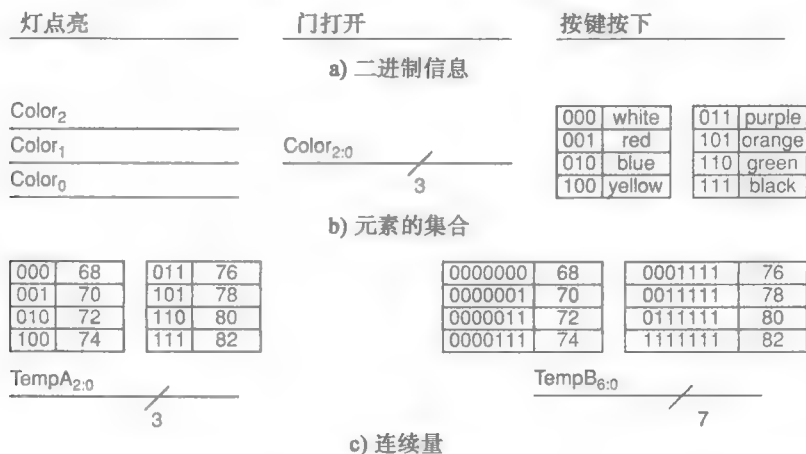 灯点亮 门打开 按键按下
a) 二进制信息
Color2
Color1
Color0
Color2:0
3
000 white
001 red
010 blue
100 yellow
011 purple
101 orange
110 green
111 black
b) 元素的集合
000 68
001 70
010 72
100 74
011 76
101 78
110 80
111 82
TempA2:0
3
0000000 68
0000001 70
0000011 72
0000111 74
0001111 76
0011111 78
0111111 80
1111111 82
TempB6:0
7
c) 连续量